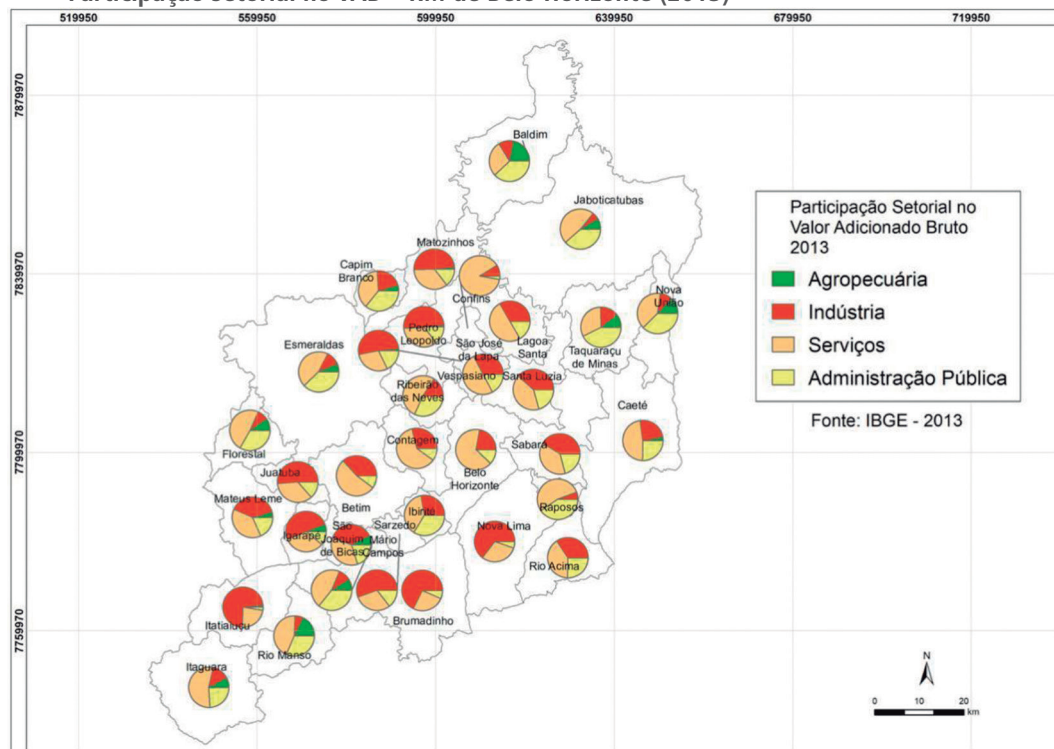 Participação Setorial no VAB – RM de Belo Horizonte (2013)
519950 559950 599950 639950 679950 719950
7879970
7839970
7799970
7759970
Baldim
Jaboticatubas
Matozinhos
Capim
Branco
Confins
Nova
União
Pedro
Leopoldo
Lagoa
Santa
Taquaraçu
de Minas
Esmeraldas
São José
da Lapa
Vespasiano
Santa Luzia
Ribeirão
das Neves
Caeté
Florestal
Contagem
Belo
Horizonte
Sabará
Juatuba
Mateus Leme
Betim
Ibirité
Raposos
Igarapé
São
Joaquim
de Bicas
Sarzedo
Mário
Campos
Nova Lima
Rio Acima
Brumadinho
Itatiaiuçu
Rio Manso
Itaguara
Participação Setorial no
Valor Adicionado Bruto
2013
Agropecuária
Indústria
Serviços
Administração Pública
Fonte: IBGE - 2013
N
0 10 20
km